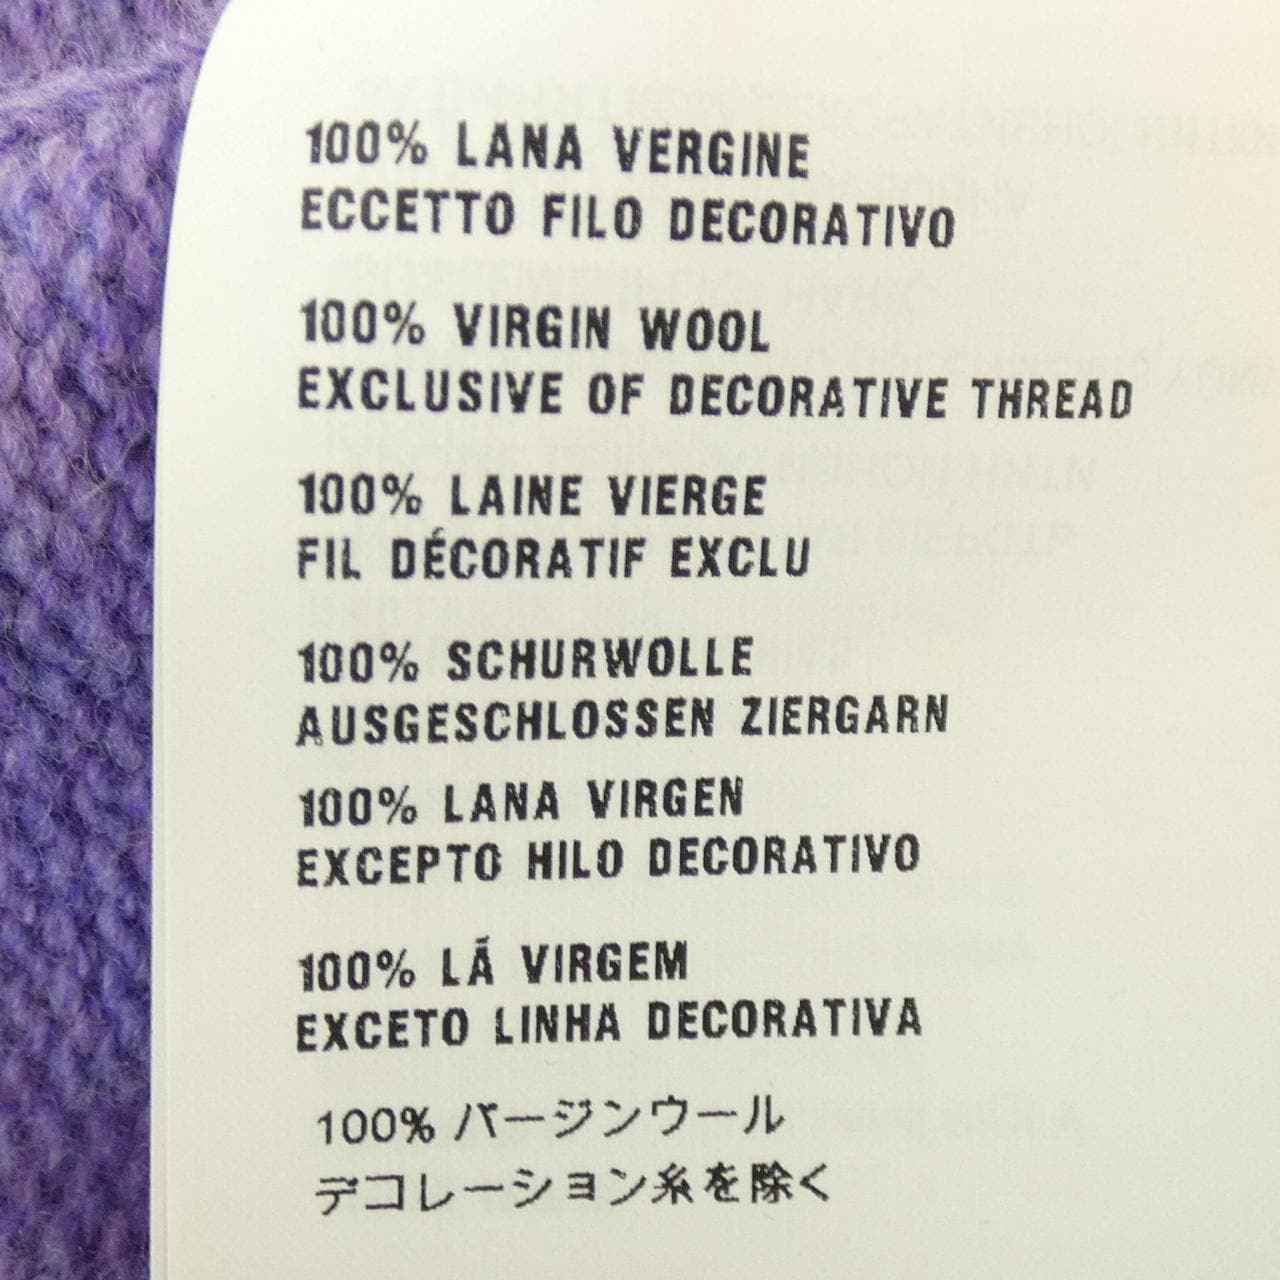 100% LANA VERGINE
ECCETTO FILO DECORATIVO
100% VIRGIN WOOL
EXCLUSIVE OF DECORATIVE THREAD
100% LAINE VIERGE
FIL DÉCORATIF EXCLU
100% SCHURWOLLE
AUSGESCHLOSSEN ZIERGARN
100% LANA VIRGEN
EXCEPTO HILO DECORATIVO
100% LÃ VIRGEM
EXCETO LINHA DECORATIVA
100% バージンウール
デコレーション糸を除く